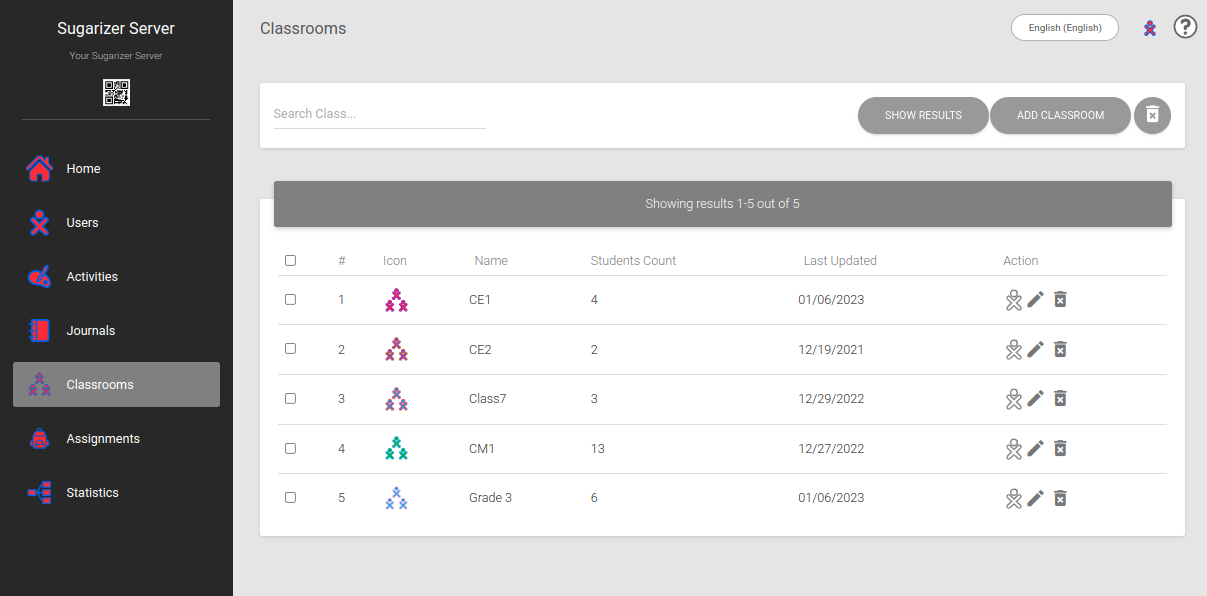 Sugarizer Server
Your Sugarizer Server
Home
Users
Activities
Journals
Classrooms
Assignments
Statistics
Classrooms
English (English)
?
Search Class...
SHOW RESULTS
ADD CLASSROOM
Showing results 1-5 out of 5
# Icon Name Students Count Last Updated Action
1 CE1 4 01/06/2023
2 CE2 2 12/19/2021
3 Class7 3 12/29/2022
4 CM1 13 12/27/2022
5 Grade 3 6 01/06/2023